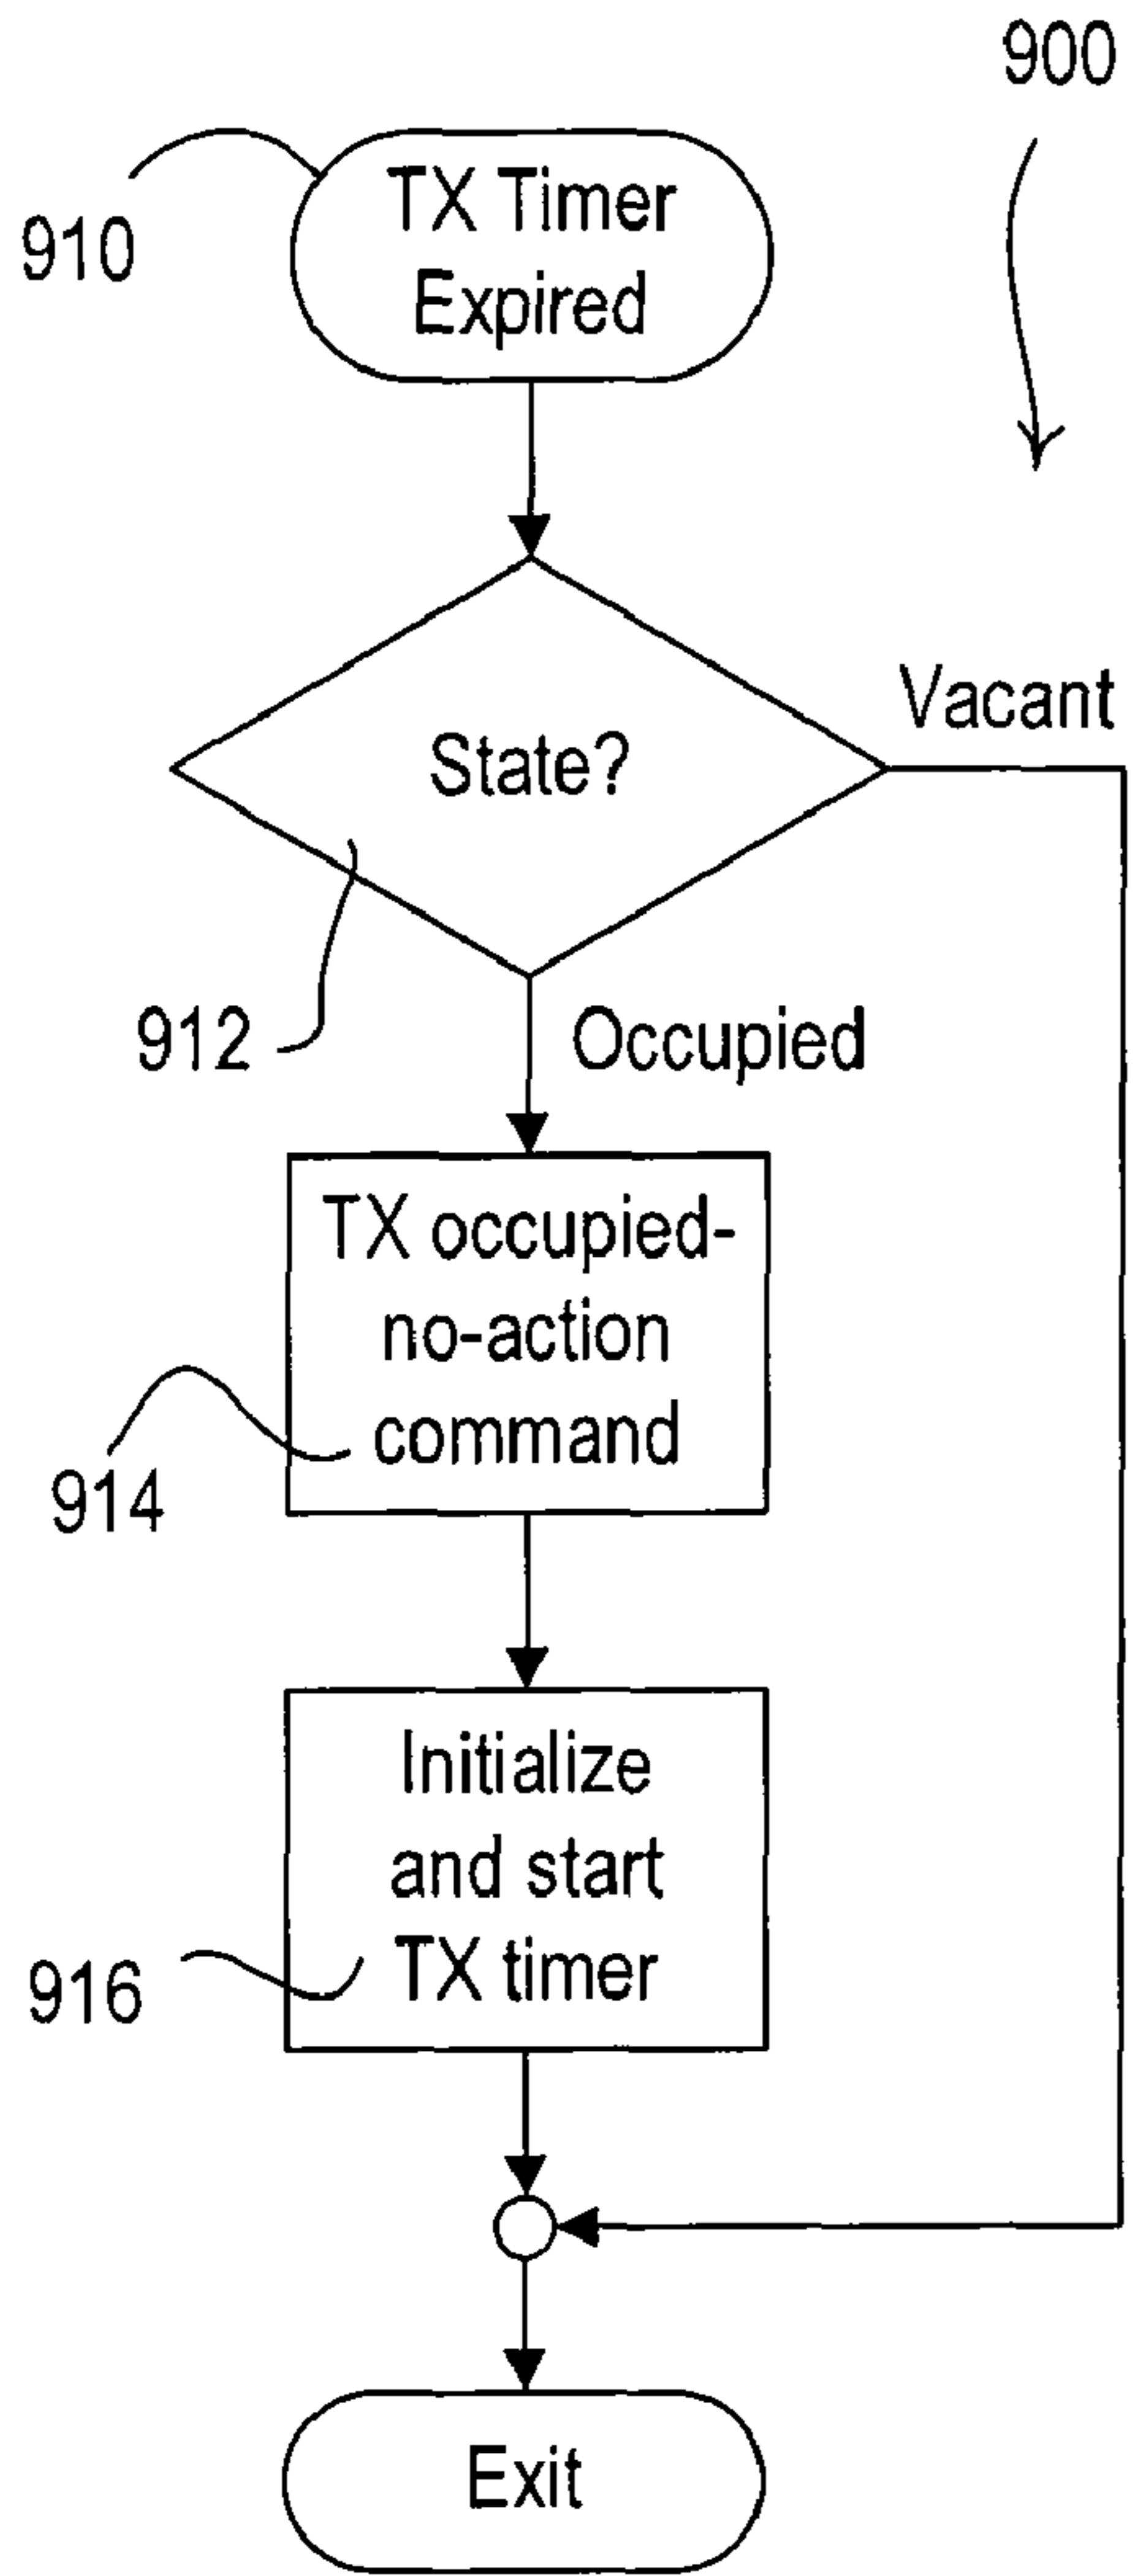 900
TX Timer
Expired
910
Vacant
State?
912
Occupied
TX occupied-
no-action
command
914
Initialize
and start
TX timer
916
Exit